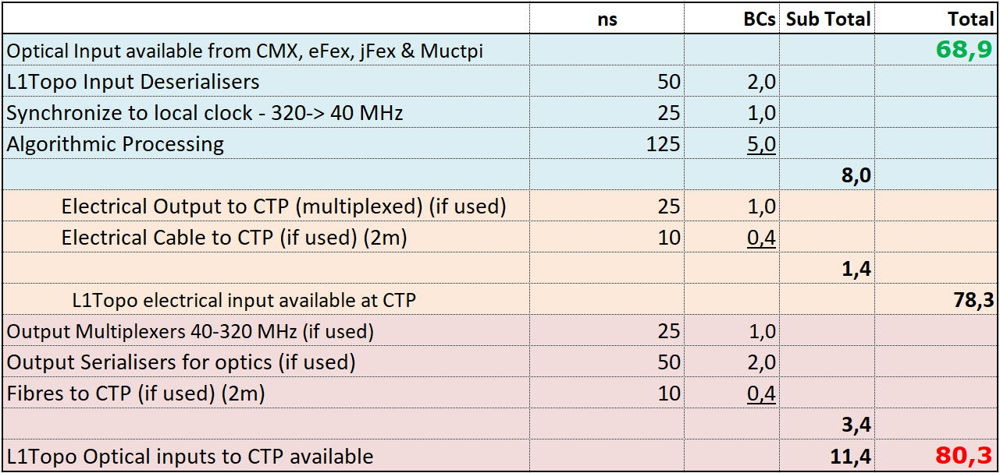 ns BCs Sub Total Total
Optical Input available from CMX, eFex, jFex & Muctpi 68,9
L1Topo Input Deserialisers 50 2,0
Synchronize to local clock - 320-> 40 MHz 25 1,0
Algorithmic Processing 125 5,0
8,0
Electrical Output to CTP (multiplexed) (if used) 25 1,0
Electrical Cable to CTP (if used) (2m) 10 0,4
1,4
L1Topo electrical input available at CTP 78,3
Output Multiplexers 40-320 MHz (if used) 25 1,0
Output Serialisers for optics (if used) 50 2,0
Fibres to CTP (if used) (2m) 10 0,4
3,4
L1Topo Optical inputs to CTP available 11,4 80,3